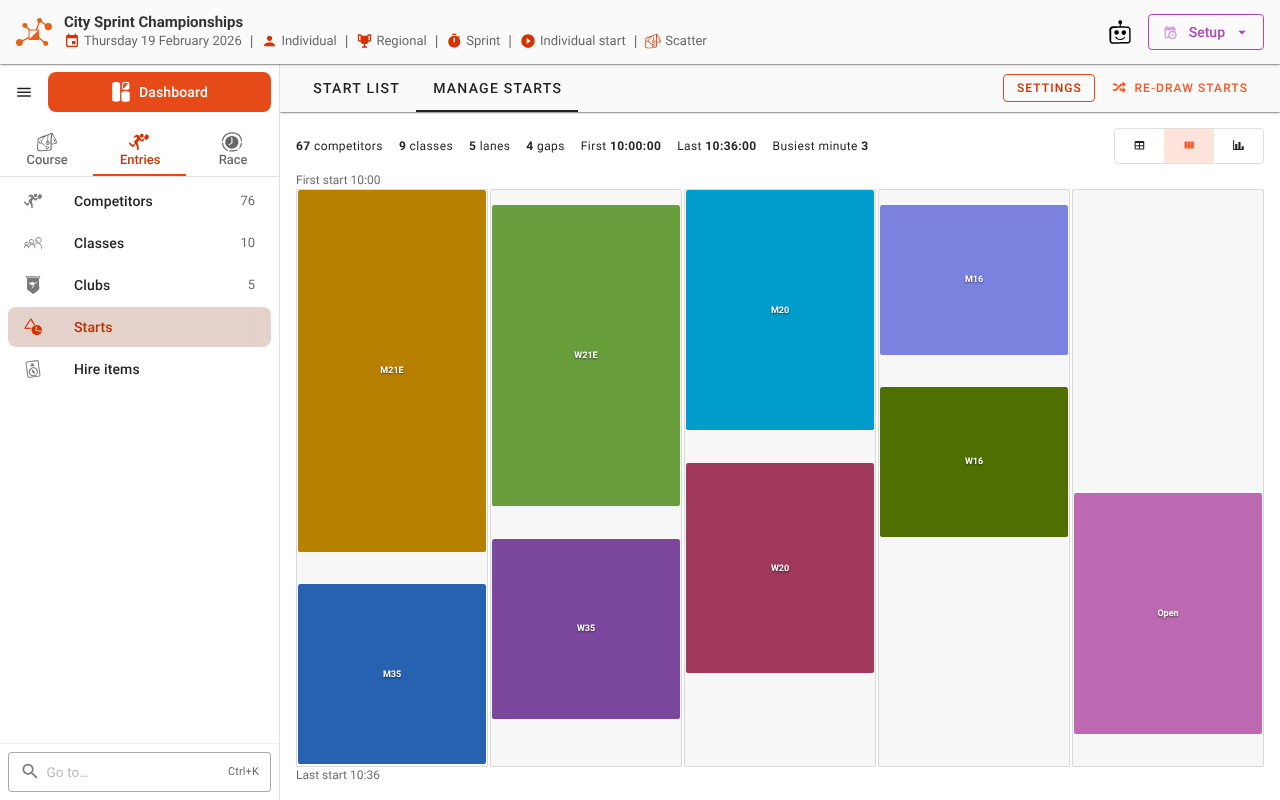 City Sprint Championships
Thursday 19 February 2026 | Individual | Regional | Sprint | Individual start | Scatter
Setup
Dashboard
START LIST
MANAGE STARTS
SETTINGS
RE-DRAW STARTS
Course
Entries
Race
67 competitors 9 classes 5 lanes 4 gaps First 10:00:00 Last 10:36:00 Busiest minute 3
Competitors 76
Classes 10
Clubs 5
Starts
Hire items
First start 10:00
M21E
W21E
M20
M16
W16
W20
Open
W35
M35
Last start 10:36
Go to...
Ctrl+K